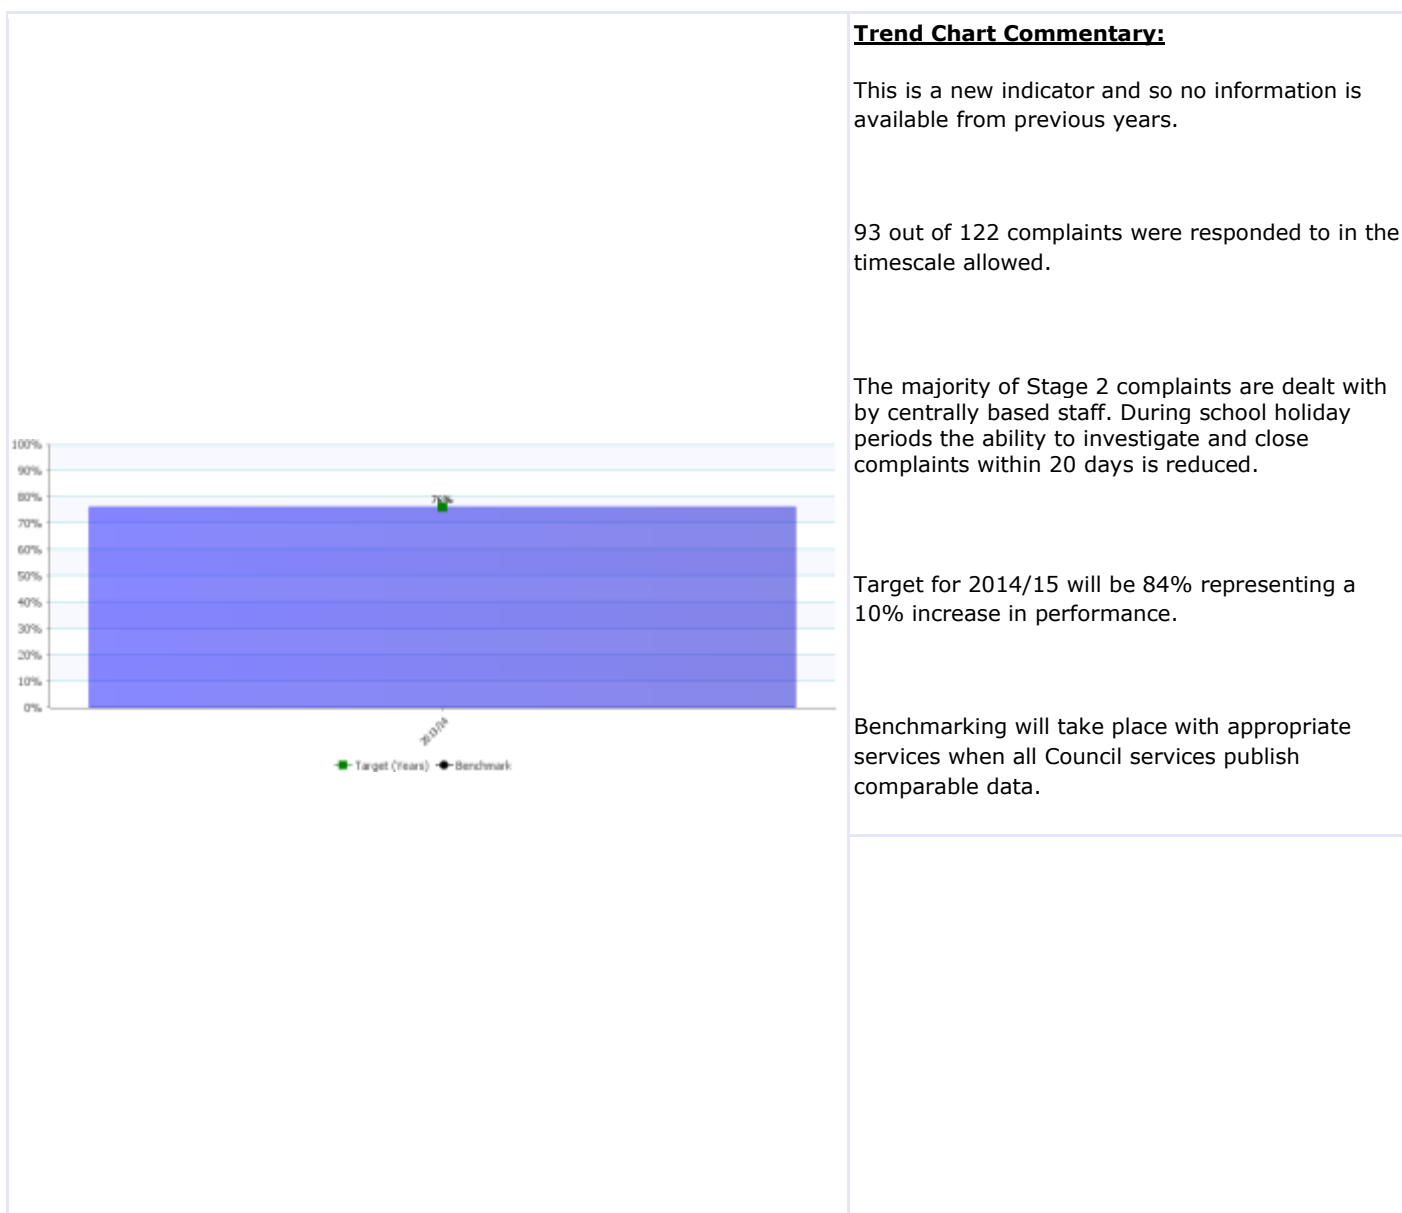 Trend Chart Commentary:
This is a new indicator and so no information is
available from previous years.
93 out of 122 complaints were responded to in the
timescale allowed.
The majority of Stage 2 complaints are dealt with
by centrally based staff. During school holiday
periods the ability to investigate and close
complaints within 20 days is reduced.
Target for 2014/15 will be 84% representing a
10% increase in performance.
Benchmarking will take place with appropriate
services when all Council services publish
comparable data.
100%
90%
80%
70%
60%
50%
40%
30%
20%
10%
0%
76%
2013/14
Target (Years) Benchmark